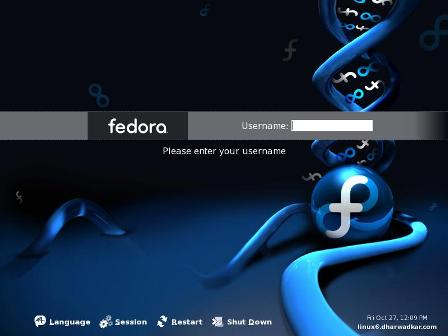 fedora
Username:
Please enter your username
Language Session Restart Shut Down
Fri Oct 27, 12:09 PM
linux6.dharwadkar.com